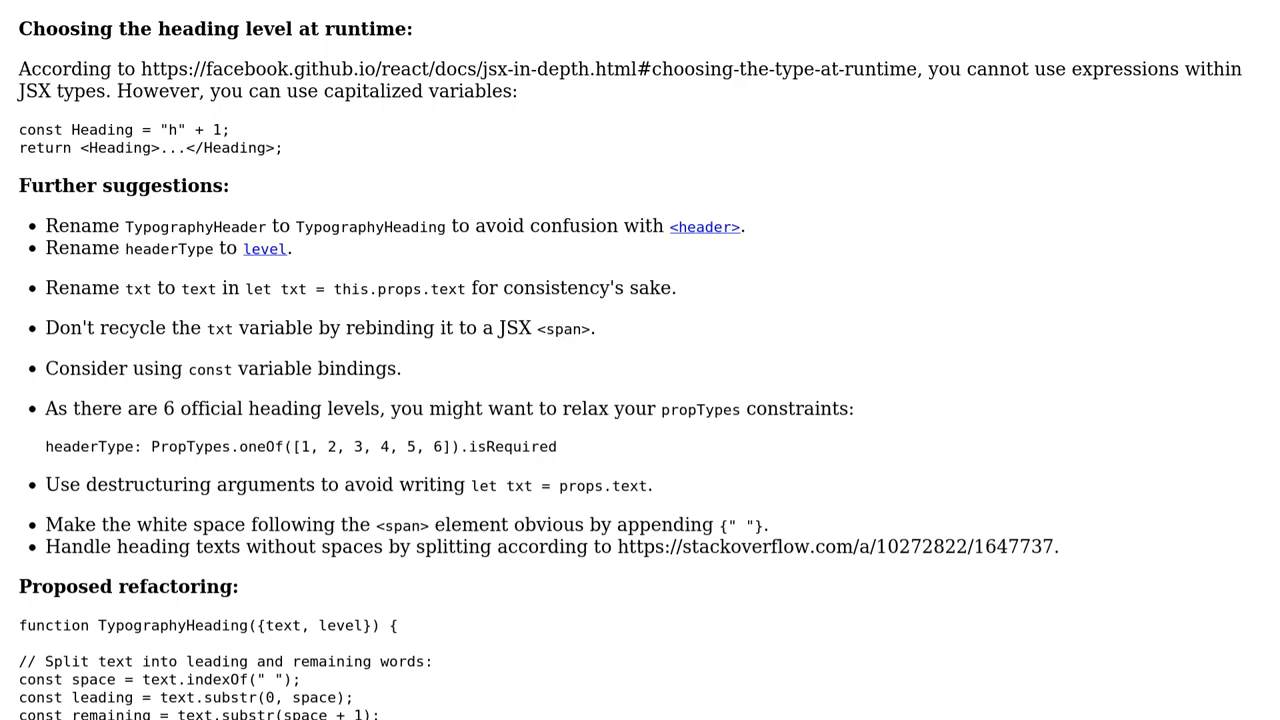 Choosing the heading level at runtime:
According to https://facebook.github.io/react/docs/jsx-in-depth.html#choosing-the-type-at-runtime, you cannot use expressions within
JSX types. However, you can use capitalized variables:
const Heading = "h" + 1;
return <Heading>...</Heading>;
Further suggestions:
• Rename TypographyHeader to TypographyHeading to avoid confusion with <header>.
• Rename headerType to level.
• Rename txt to text in let txt = this.props.text for consistency's sake.
• Don't recycle the txt variable by rebinding it to a JSX <span>.
• Consider using const variable bindings.
• As there are 6 official heading levels, you might want to relax your propTypes constraints:
headerType: PropTypes.oneOf([1, 2, 3, 4, 5, 6]).isRequired
• Use destructuring arguments to avoid writing let txt = props.text.
• Make the white space following the <span> element obvious by appending {" "}.
• Handle heading texts without spaces by splitting according to https://stackoverflow.com/a/10272822/1647737.
Proposed refactoring:
function TypographyHeading({text, level}) {
// Split text into leading and remaining words:
const space = text.indexOf(" ");
const leading = text.substr(0, space);
const remaining = text.substr(space + 1);